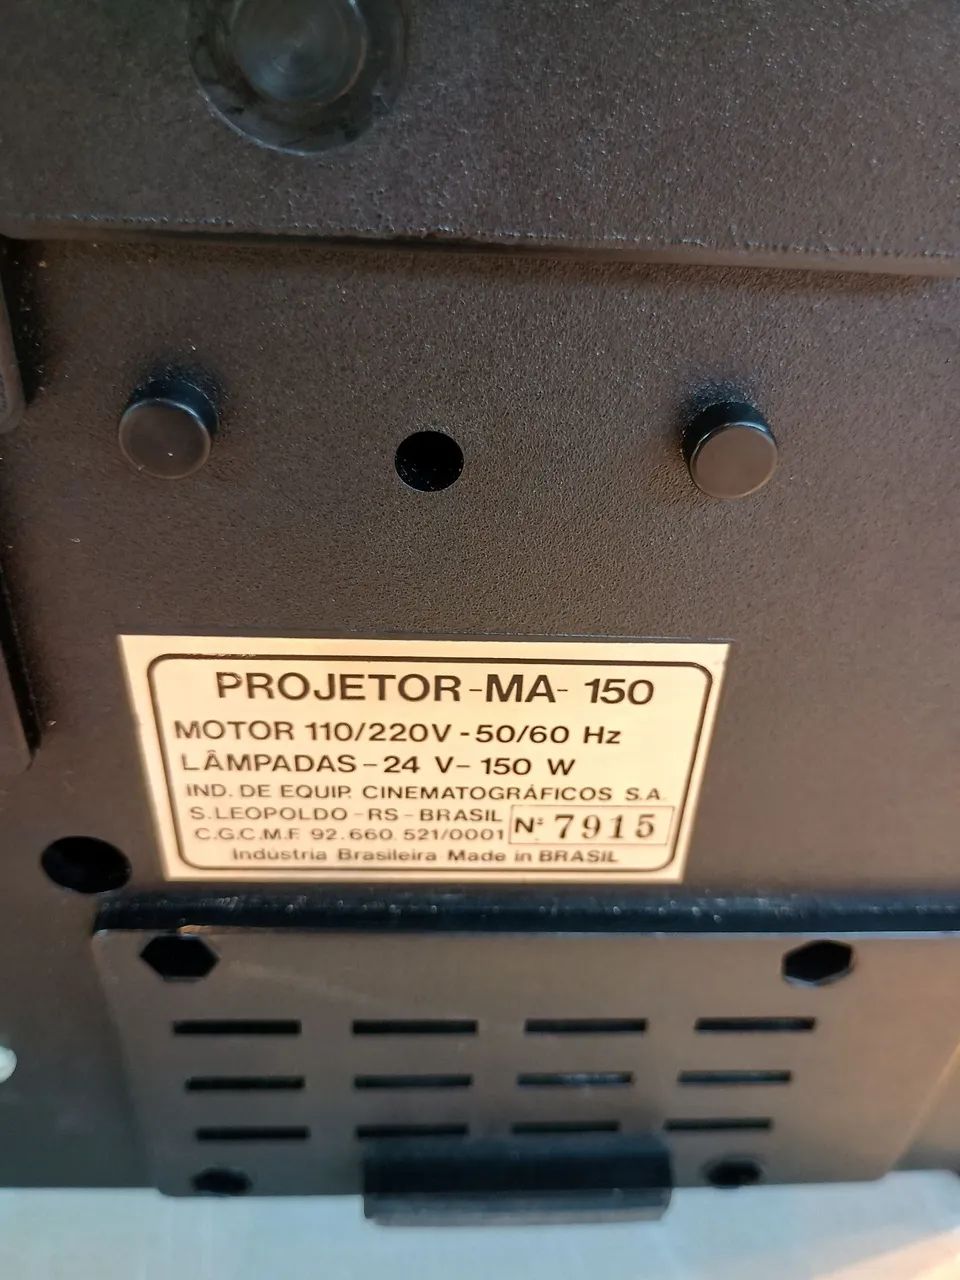 PROJETOR-MA-150
MOTOR 110/220V-50/60 Hz
LÂMPADAS-24 V-150 W
IND. DE EQUIP. CINEMATOGRÁFICOS S.A.
S.LEOPOLDO-RS-BRASIL
C.G.C.M.F. 92.660.521/0001
Nº 7915
Indústria Brasileira Made in BRASIL